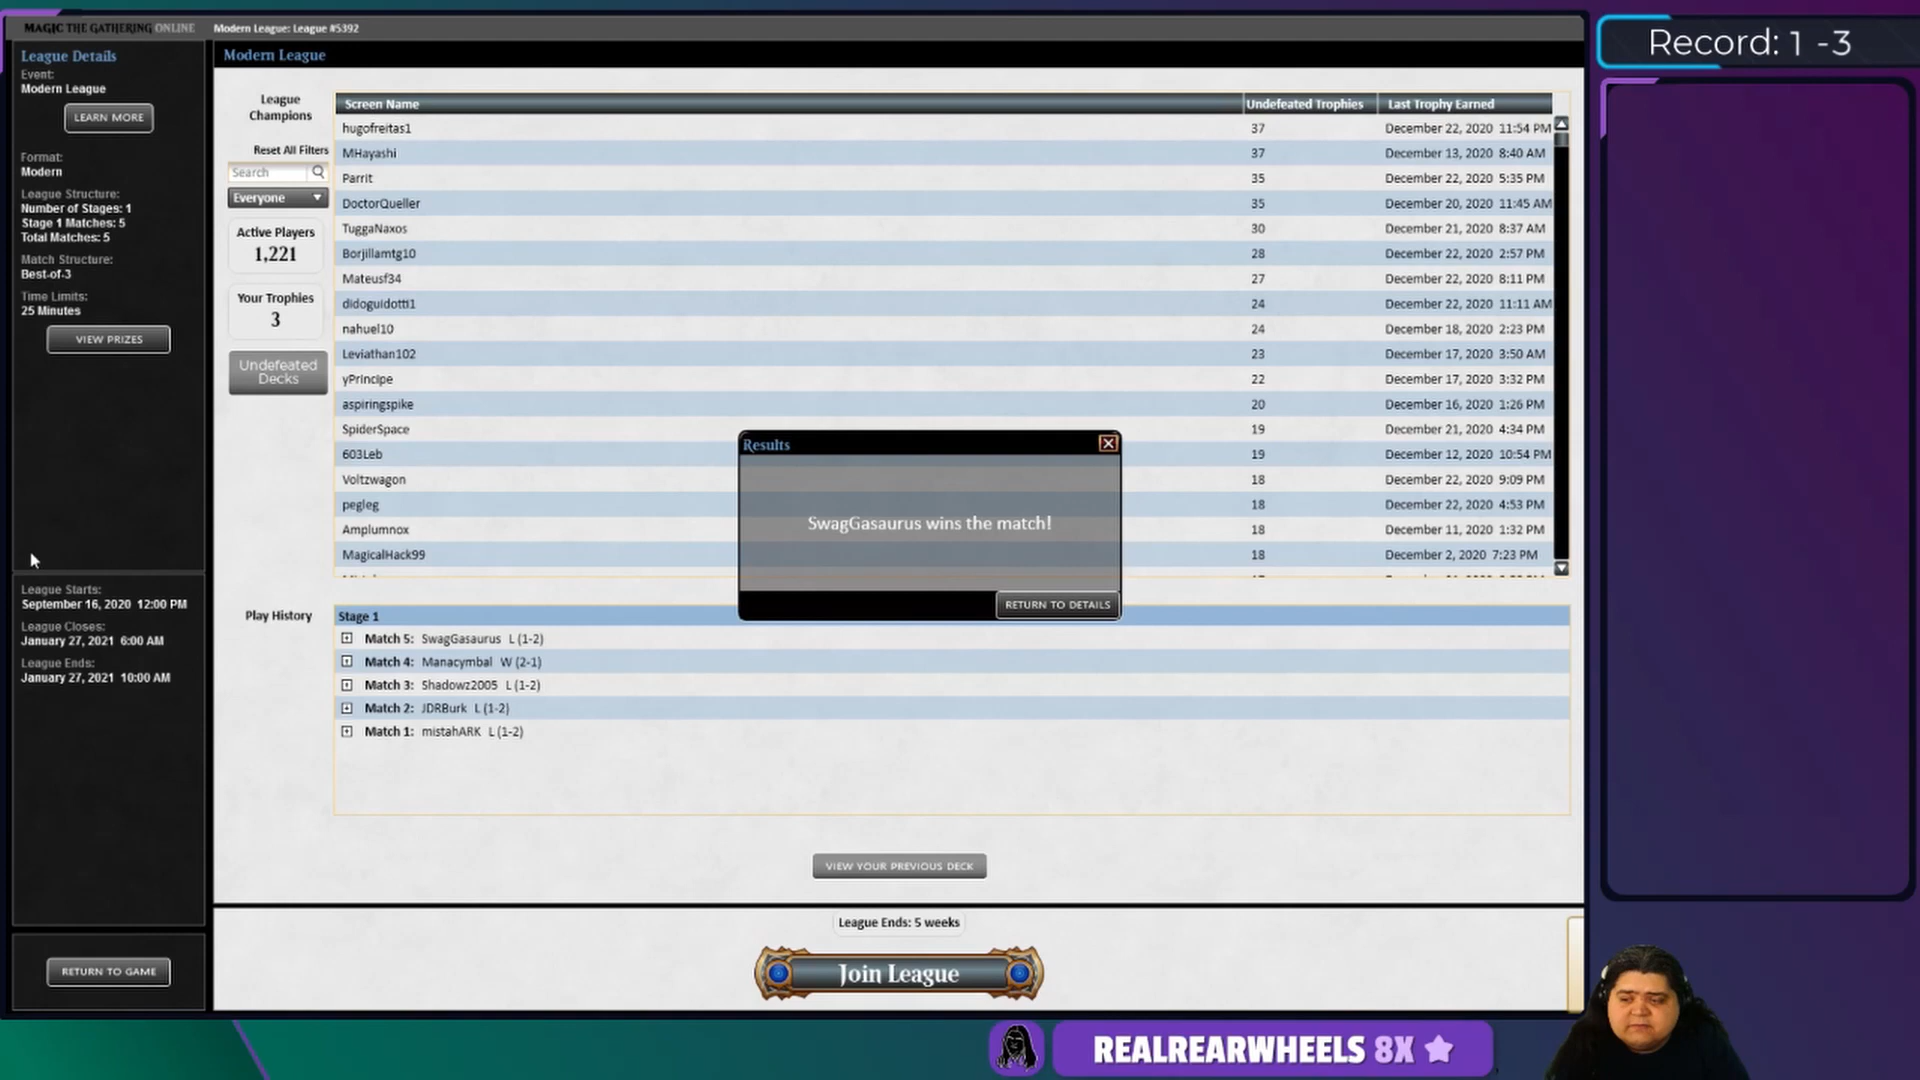 MAGIC THE GATHERING ONLINE
Modern League: League #5392
Record: 1 -3
League Details
Event:
Modern League
LEARN MORE
Format:
Modern
League Structure:
Number of Stages: 1
Stage 1 Matches: 5
Total Matches: 5
Match Structure:
Best-of-3
Time Limits:
25 Minutes
VIEW PRIZES
League Starts:
September 16, 2020 12:00 PM
League Closes:
January 27, 2021 6:00 AM
League Ends:
January 27, 2021 10:00 AM
RETURN TO GAME
Modern League
League
Champions
Reset All Filters
Search
Everyone
Active Players
1,221
Your Trophies
3
Undefeated
Decks
Screen Name Undefeated Trophies Last Trophy Earned
hugofreitas1 37 December 22, 2020 11:54 PM
MHayashi 37 December 13, 2020 8:40 AM
Parrit 35 December 22, 2020 5:35 PM
DoctorQueller 35 December 20, 2020 11:45 AM
TuggaNaxos 30 December 21, 2020 8:37 AM
Borjillamtg10 28 December 22, 2020 2:57 PM
Mateusf34 27 December 22, 2020 8:11 PM
didoguidotti1 24 December 22, 2020 11:11 AM
nahuel10 24 December 18, 2020 2:23 PM
Leviathan102 23 December 17, 2020 3:50 AM
yPrincipe 22 December 17, 2020 3:32 PM
aspiringspike 20 December 16, 2020 1:26 PM
SpiderSpace 19 December 21, 2020 4:34 PM
603Leb 19 December 12, 2020 10:54 PM
Voltzwagon 18 December 22, 2020 9:09 PM
pegleg 18 December 22, 2020 4:53 PM
Amplumnox 18 December 11, 2020 1:32 PM
MagicalHack99 18 December 2, 2020 7:23 PM
Results
SwagGasaurus wins the match!
RETURN TO DETAILS
Play History
Stage 1
Match 5: SwagGasaurus L (1-2)
Match 4: Manacymbal W (2-1)
Match 3: Shadowz2005 L (1-2)
Match 2: JDRBurk L (1-2)
Match 1: mistahARK L (1-2)
VIEW YOUR PREVIOUS DECK
League Ends: 5 weeks
Join League
REALREARWHEELS 8X